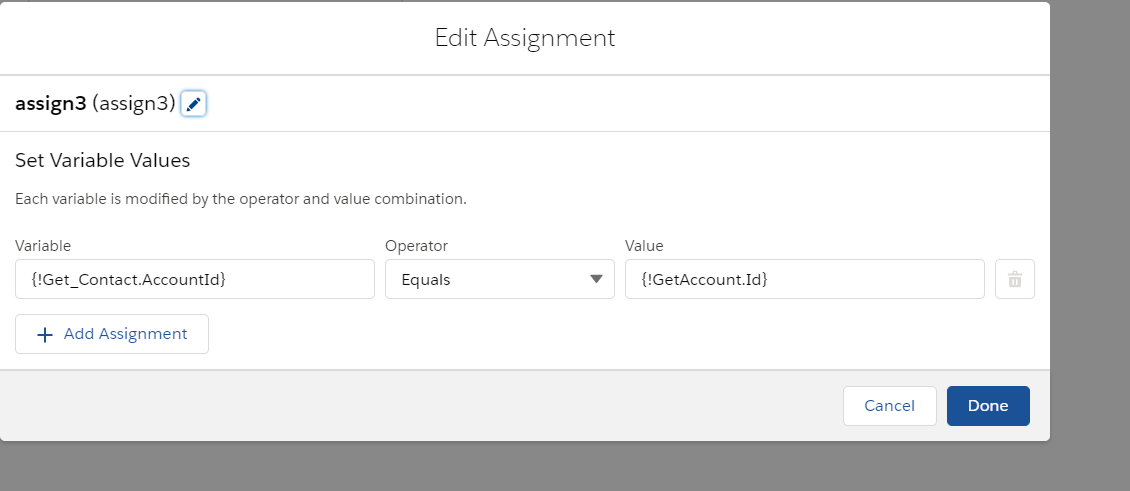 Edit Assignment
assign3 (assign3)
Set Variable Values
Each variable is modified by the operator and value combination.
Variable Operator Value
{!Get_Contact.AccountId} Equals {!GetAccount.Id}
+ Add Assignment
Cancel Done